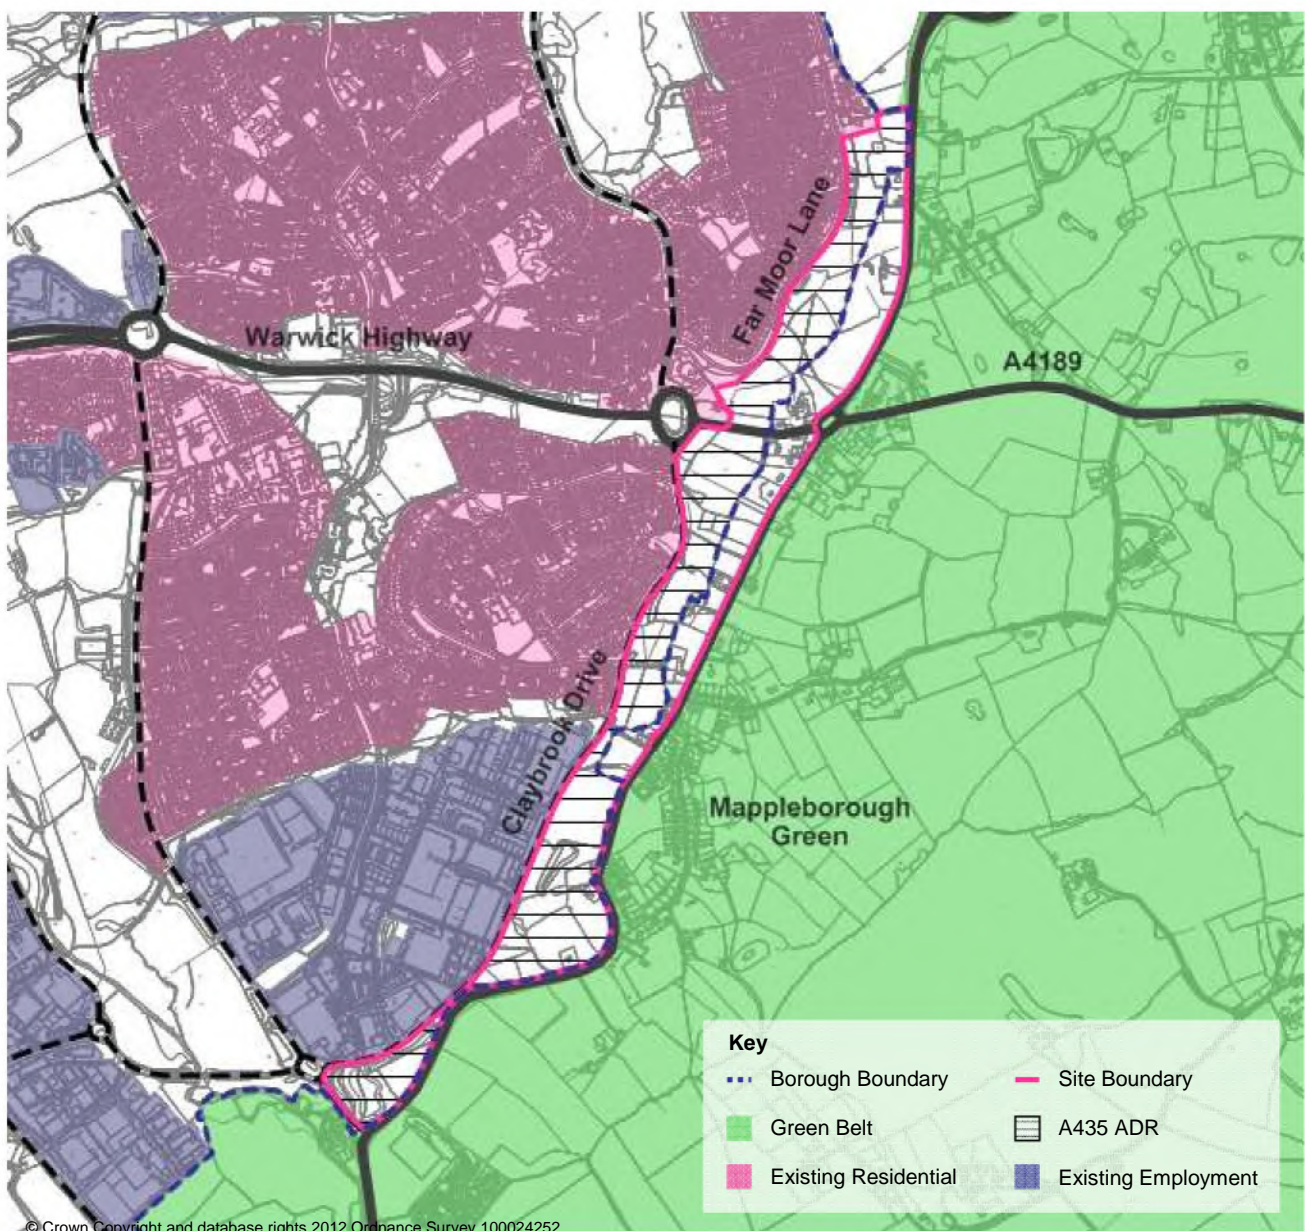 Far Moor Lane
Warwick Highway
A4189
Claybrook Drive
Mappleborough
Green
Key
Borough Boundary
Site Boundary
Green Belt
A435 ADR
Existing Residential
Existing Employment
© Crown Copyright and database rights 2012 Ordnance Survey 100024252